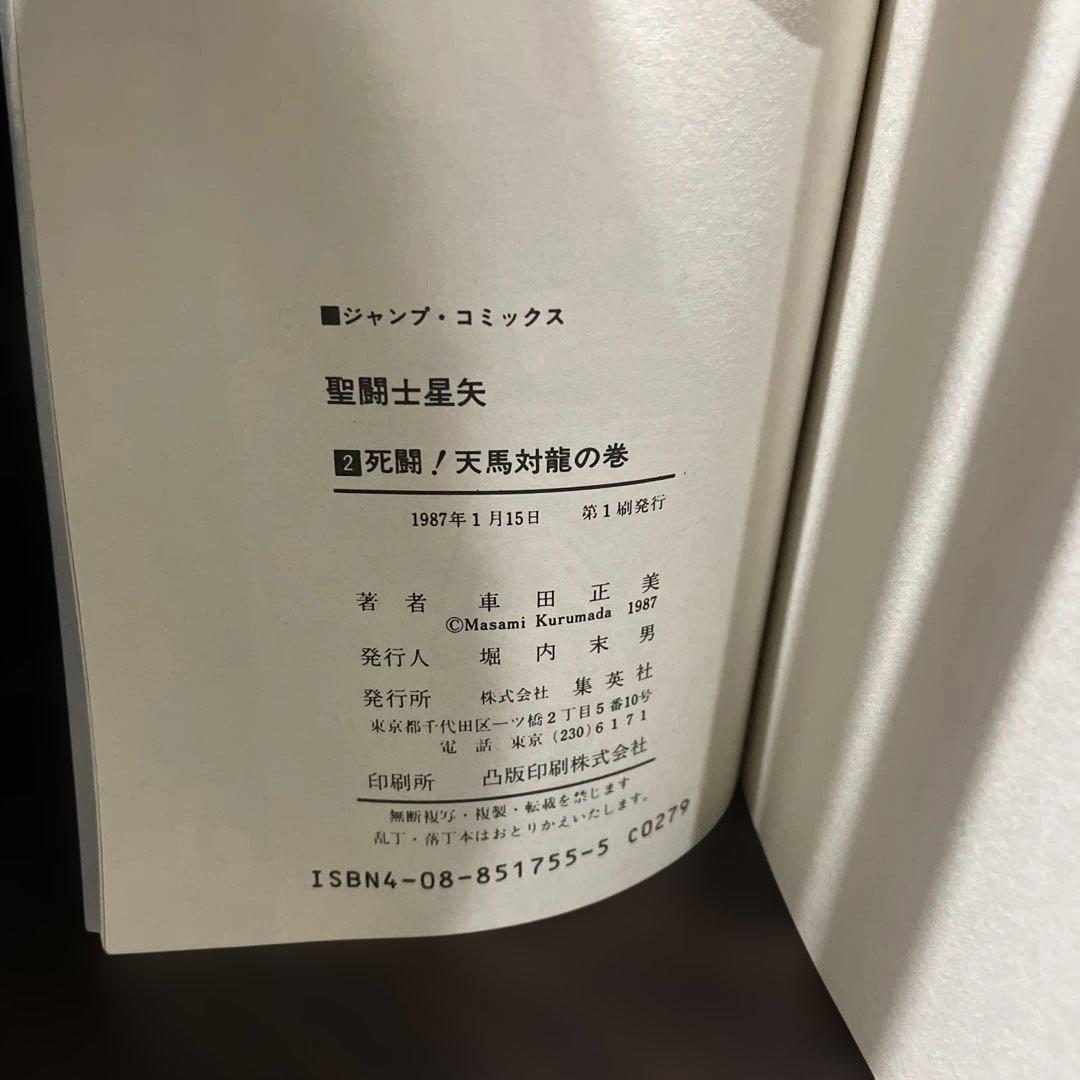 ■ジャンプ・コミックス
聖闘士星矢
2 死闘！天馬対龍の巻
1987年1月15日 第1刷発行
著者 車田正美
©Masami Kurumada 1987
発行人 堀内末男
発行所 株式会社 集英社
東京都千代田区一ツ橋2丁目5番10号
電話 東京 (230)6171
印刷所 凸版印刷株式会社
無断複写・複製・転載を禁じます
乱丁・落丁本はおとりかえいたします。
ISBN4-08-851755-5 C0279